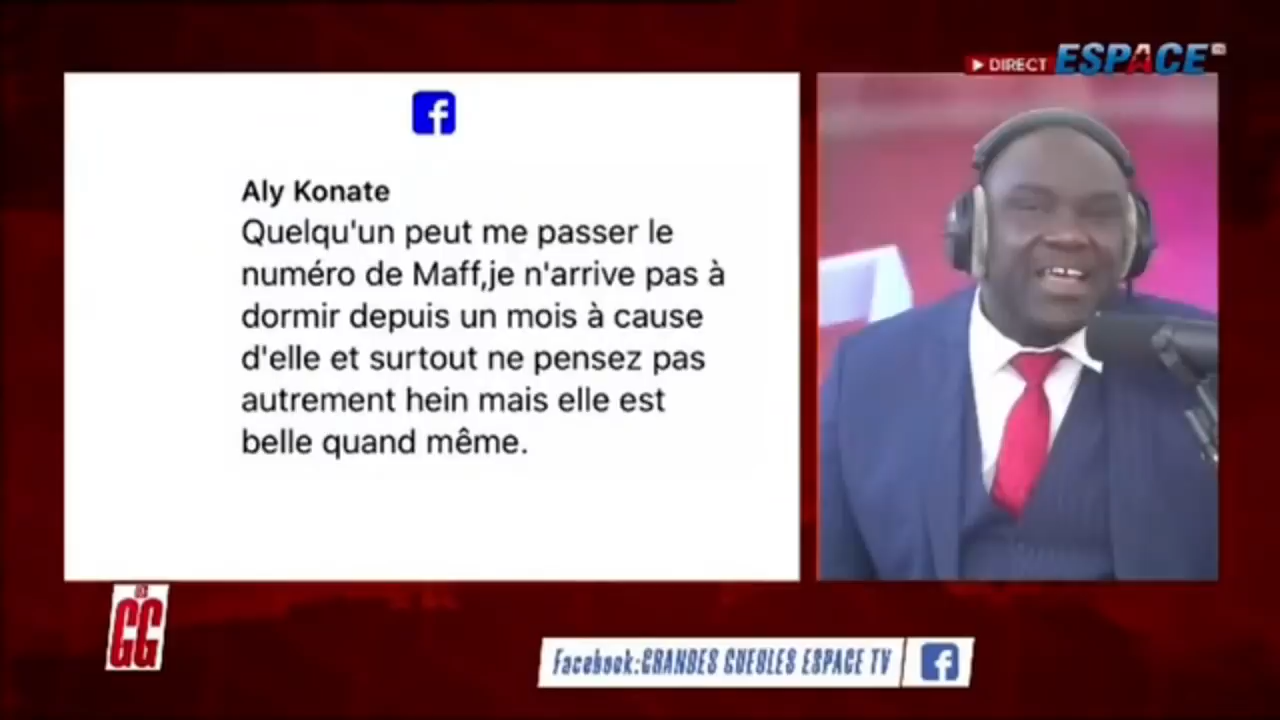 DIRECT ESPACE TV
Aly Konate
Quelqu'un peut me passer le
numéro de Maff,je n'arrive pas à
dormir depuis un mois à cause
d'elle et surtout ne pensez pas
autrement hein mais elle est
belle quand même.
LES
GG
Facebook:GRANDES GUEULES ESPACE TV